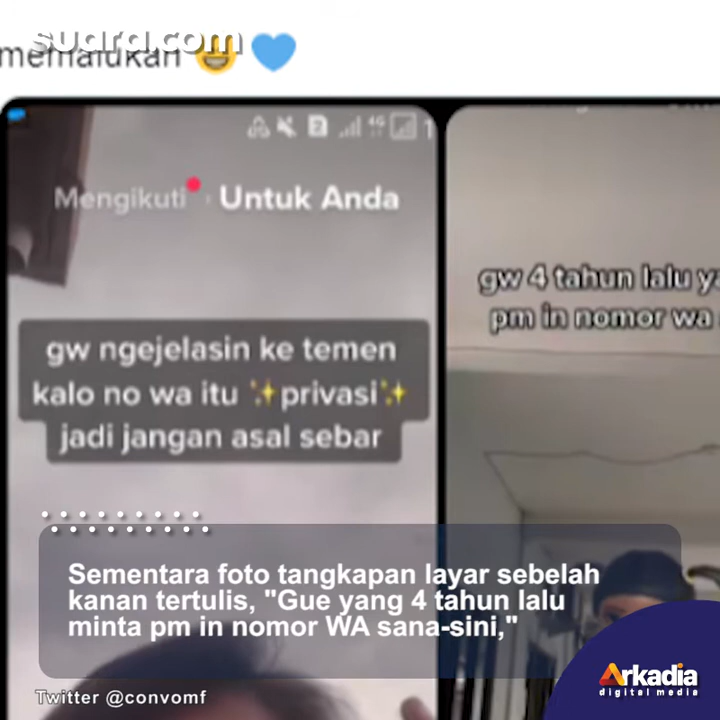 suara.com
memalukan
4G
Mengikuti Untuk Anda
gw ngejelasin ke temen
kalo no wa itu ✨privasi✨
jadi jangan asal sebar
gw 4 tahun lalu
pm in nomor wa
Sementara foto tangkapan layar sebelah
kanan tertulis, "Gue yang 4 tahun lalu
minta pm in nomor WA sana-sini,"
Twitter @convomf
Arkadia
digital media